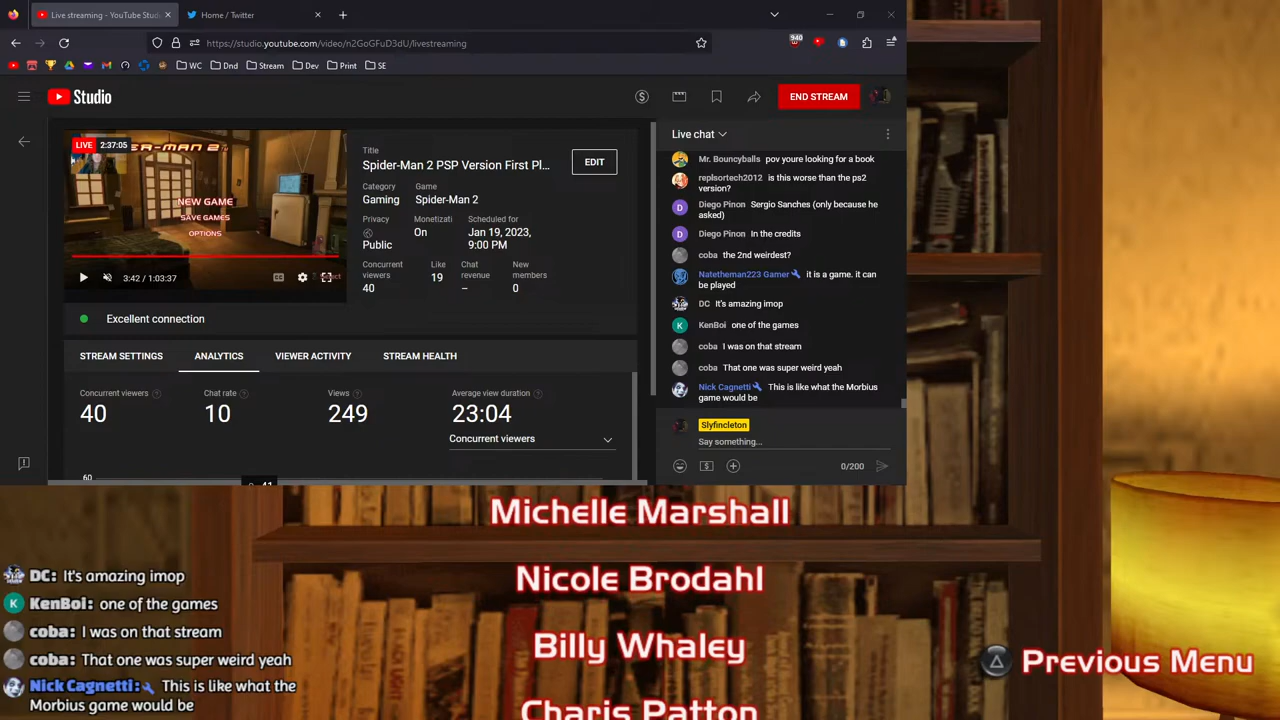 Live streaming - YouTube Stud
Home / Twitter
https://studio.youtube.com/video/n2GoGFuD3dU/livestreaming
940
WC
Dnd
Stream
Dev
Print
SE
Studio
END STREAM
LIVE
2:37:05
ER-MAN 2
NEW GAME
SAVE GAMES
OPTIONS
3:42 / 1:03:37
Title
Spider-Man 2 PSP Version First Pl...
EDIT
Category
Gaming
Game
Spider-Man 2
Privacy
Public
Monetizati
On
Scheduled for
Jan 19, 2023,
9:00 PM
Concurrent
viewers
40
Like
19
Chat
revenue
–
New
members
0
Excellent connection
STREAM SETTINGS
ANALYTICS
VIEWER ACTIVITY
STREAM HEALTH
Concurrent viewers
40
Chat rate
10
Views
249
Average view duration
23:04
Concurrent viewers
60
Live chat
Mr. Bouncyballs pov youre looking for a book
replsortech2012 is this worse than the ps2
version?
Diego Pinon Sergio Sanches (only because he
asked)
Diego Pinon In the credits
coba the 2nd weirdest?
Natetheman223 Gamer it is a game. it can
be played
DC It's amazing imop
KenBoi one of the games
coba I was on that stream
coba That one was super weird yeah
Nick Cagnetti This is like what the Morbius
game would be
Slyfincleton
Say something...
0/200
Michelle Marshall
Nicole Brodahl
Billy Whaley
Charis Patton
DC: It's amazing imop
KenBoi: one of the games
coba: I was on that stream
coba: That one was super weird yeah
Nick Cagnetti: This is like what the
Morbius game would be
Previous Menu